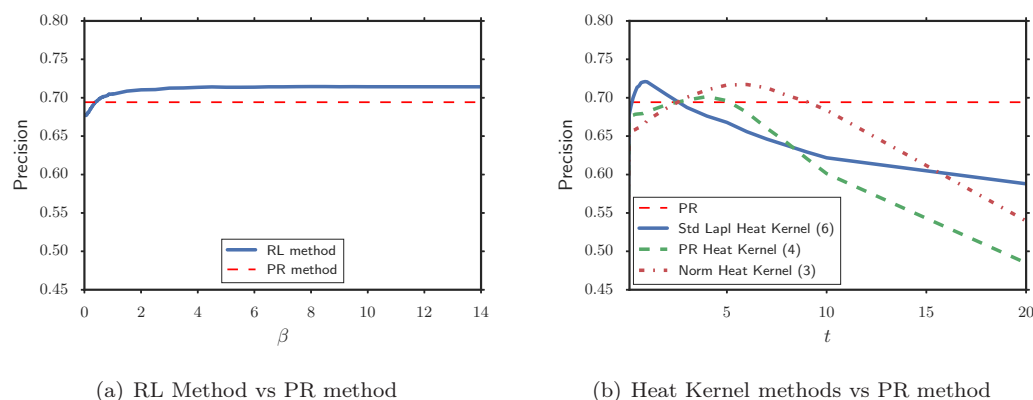 0.80
0.75
0.70
0.65
0.60
0.55
0.50
0.45
Precision
0 2 4 6 8 10 12 14
β
RL method
PR method
(a) RL Method vs PR method
0.80
0.75
0.70
0.65
0.60
0.55
0.50
0.45
Precision
5 10 15 20
t
PR
Std Lapl Heat Kernel (6)
PR Heat Kernel (4)
Norm Heat Kernel (3)
(b) Heat Kernel methods vs PR method